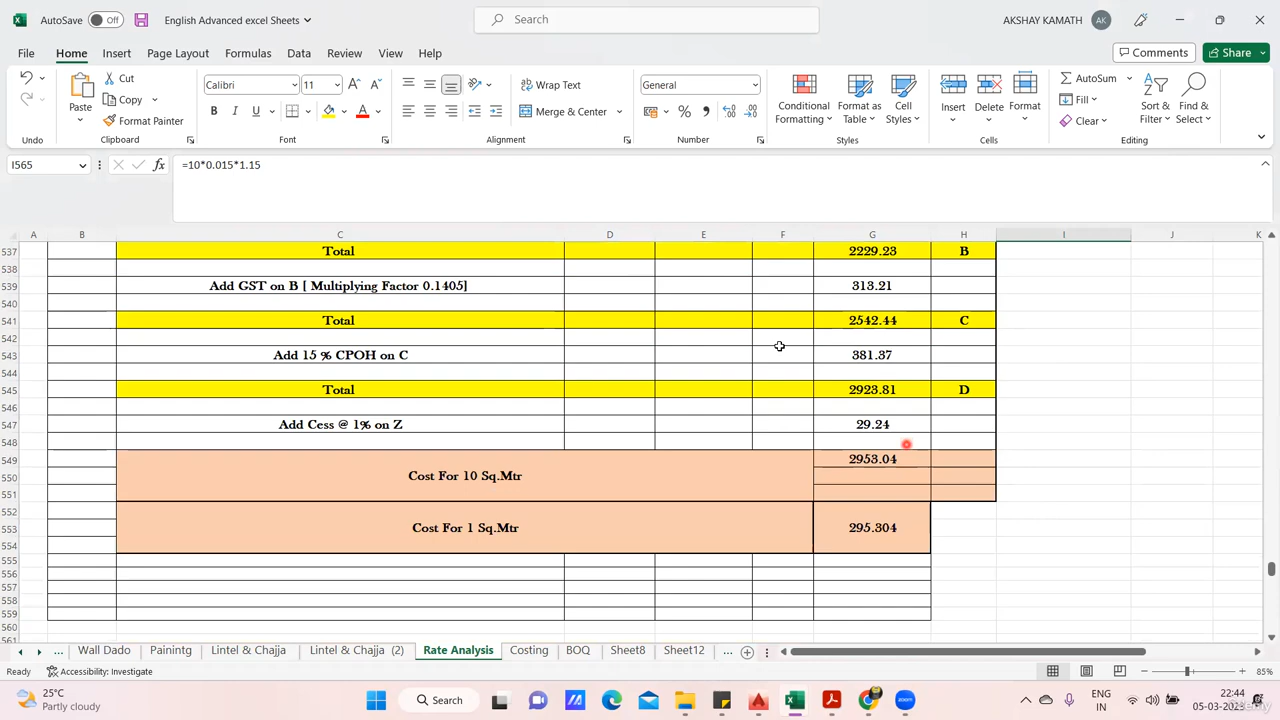 AutoSave Off English Advanced excel Sheets Search AKSHAY KAMATH AK
File Home Insert Page Layout Formulas Data Review View Help Comments Share
Cut Calibri 11 Wrap Text General AutoSum
Paste Copy Conditional Formatting Format as Table Cell Styles Insert Delete Format Fill Sort & Filter Find & Select
Format Painter B I U Merge & Center % Clear
Undo Clipboard Font Alignment Number Styles Cells Editing
I565 fx =10*0.015*1.15
A B C D E F G H I J K
537 Total 2229.23 B
538
539 Add GST on B [ Multiplying Factor 0.1405] 313.21
540
541 Total 2542.44 C
542
543 Add 15 % CPOH on C 381.37
544
545 Total 2923.81 D
546
547 Add Cess @ 1% on Z 29.24
548
549 2953.04
550 Cost For 10 Sq.Mtr
551
552
553 Cost For 1 Sq.Mtr 295.304
554
555
556
557
558
559
560
561
... Wall Dado Painintg Lintel & Chajja Lintel & Chajja (2) Rate Analysis Costing BOQ Sheet8 Sheet12 ...
Ready Accessibility: Investigate 85%
25°C Partly cloudy Search ENG IN 22:44